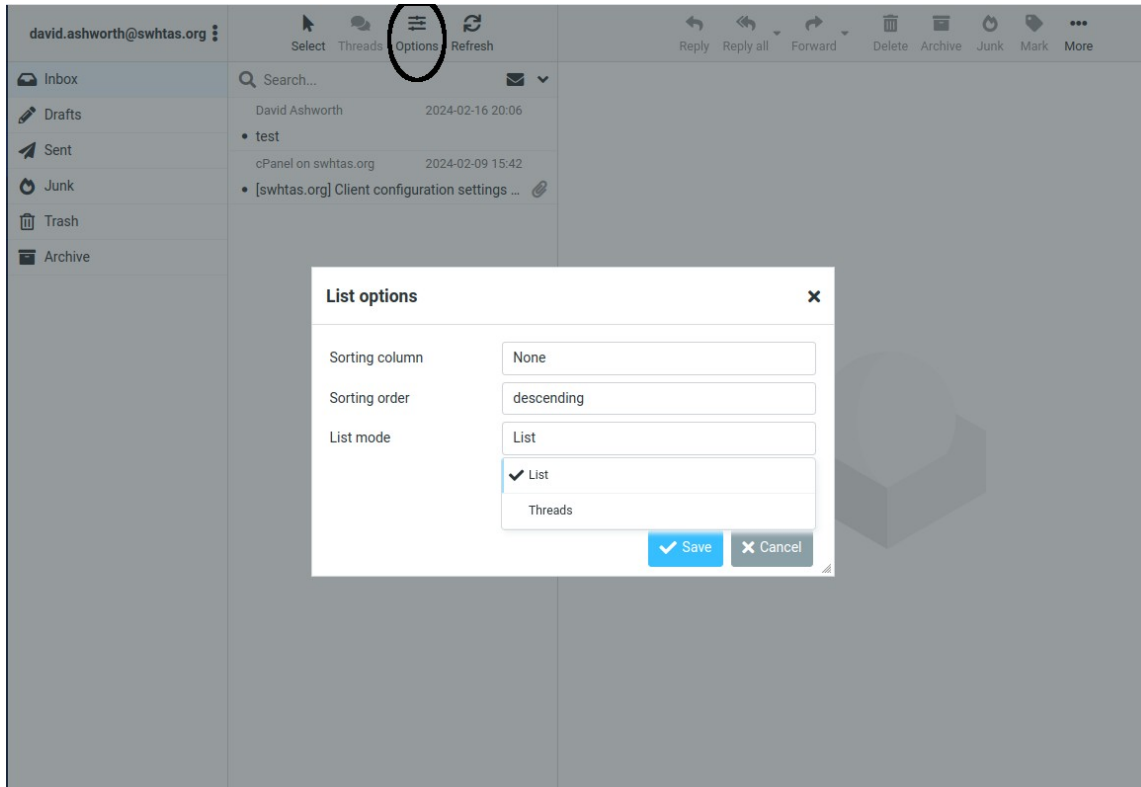 david.ashworth@swhtas.org
Select Threads Options Refresh
Reply Reply all Forward Delete Archive Junk Mark More
Inbox
Drafts
Sent
Junk
Trash
Archive
Search...
David Ashworth 2024-02-16 20:06
• test
cPanel on swhtas.org 2024-02-09 15:42
• [swhtas.org] Client configuration settings ...
List options
Sorting column None
Sorting order descending
List mode List
List
Threads
Save Cancel